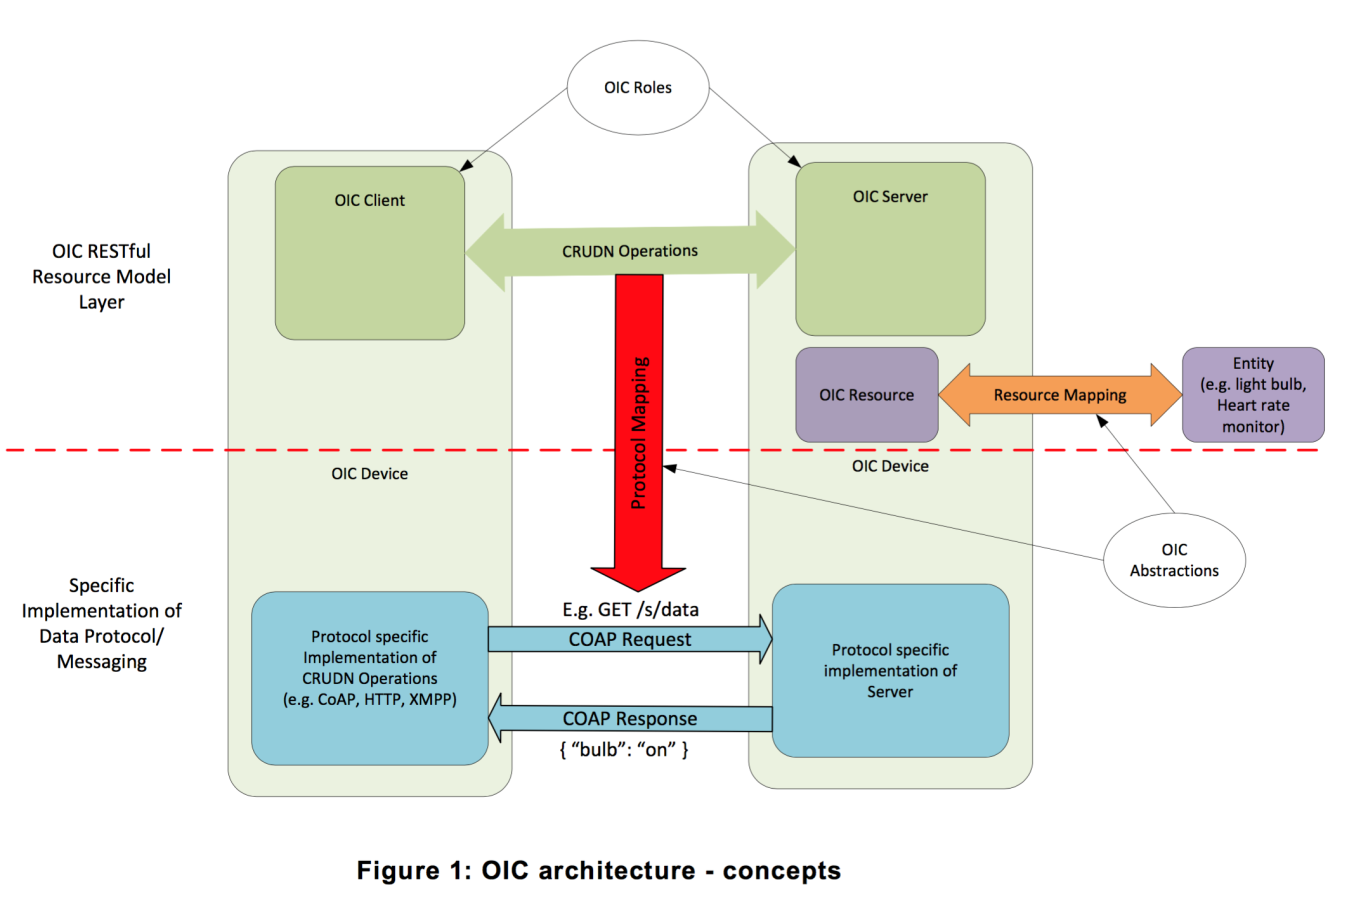 OIC Roles
OIC RESTful
Resource Model
Layer
OIC Client
CRUDN Operations
OIC Server
Protocol Mapping
OIC Resource
Resource Mapping
Entity
(e.g. light bulb,
Heart rate
monitor)
OIC Device
OIC Device
OIC
Abstractions
Specific
Implementation of
Data Protocol/
Messaging
Protocol specific
Implementation of
CRUDN Operations
(e.g. CoAP, HTTP, XMPP)
E.g. GET /s/data
COAP Request
COAP Response
{ “bulb”: “on” }
Protocol specific
implementation of
Server
Figure 1: OIC architecture - concepts